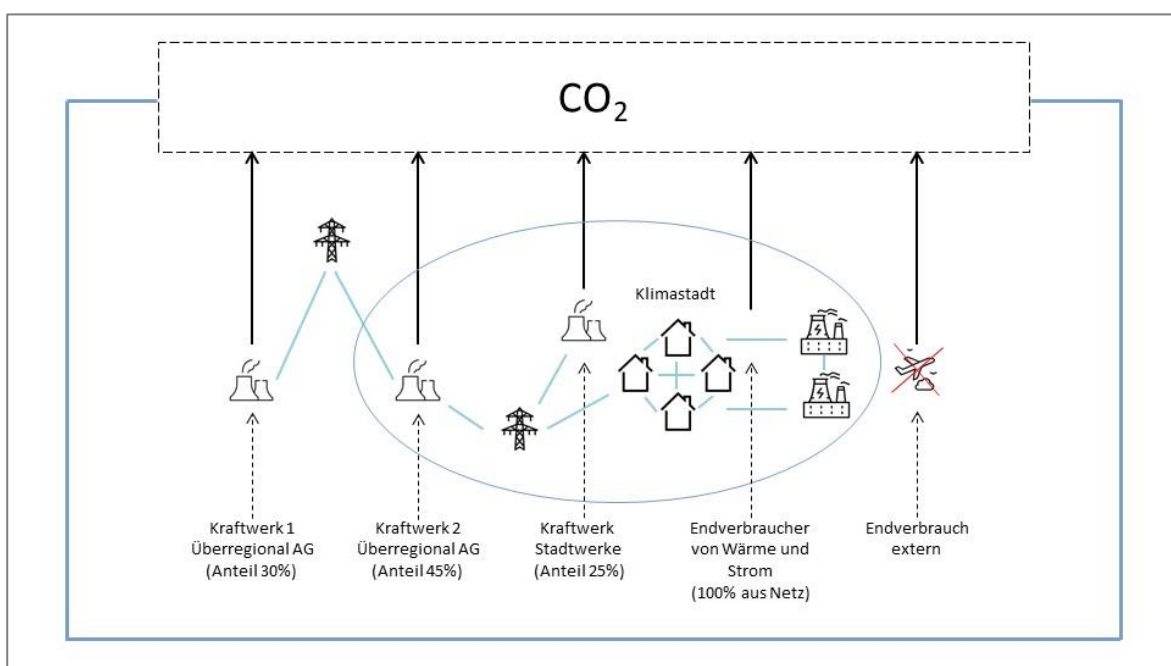 CO₂
Klimastadt
Kraftwerk 1
Überregional AG
(Anteil 30%)
Kraftwerk 2
Überregional AG
(Anteil 45%)
Kraftwerk
Stadtwerke
(Anteil 25%)
Endverbraucher
von Wärme und
Strom
(100% aus Netz)
Endverbrauch
extern